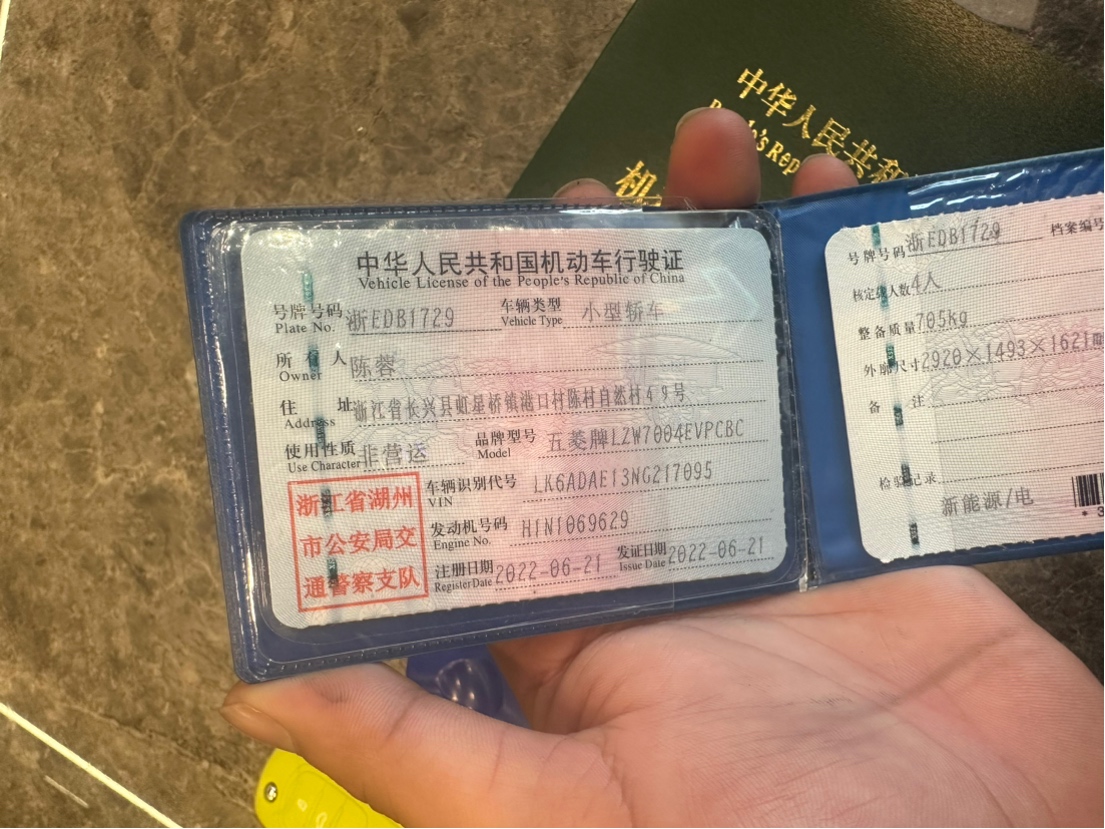 中华人民共和
People's Rep
机
中华人民共和国机动车行驶证
Vehicle License of the People's Republic of China
号牌号码 浙EDB1729 车辆类型 小型轿车
Plate No. Vehicle Type
所有人 陈蓉
Owner
住址 浙江省长兴县虹星桥镇港口村陈村自然村49号
Address
使用性质 非营运 品牌型号 五菱牌LZW7004EVPCBC
Use Character Model
浙江省湖州
市公安局交
通警察支队
车辆识别代号 LK6ADAE13NG217095
VIN
发动机号码 H1N1069629
Engine No.
注册日期 2022-06-21 发证日期 2022-06-21
Register Date Issue Date
号牌号码 浙EDB1729 档案编号
核定载人数 4人
整备质量 705kg
外廓尺寸 2920×1493×1621
备注
检验记录
新能源/电
*3